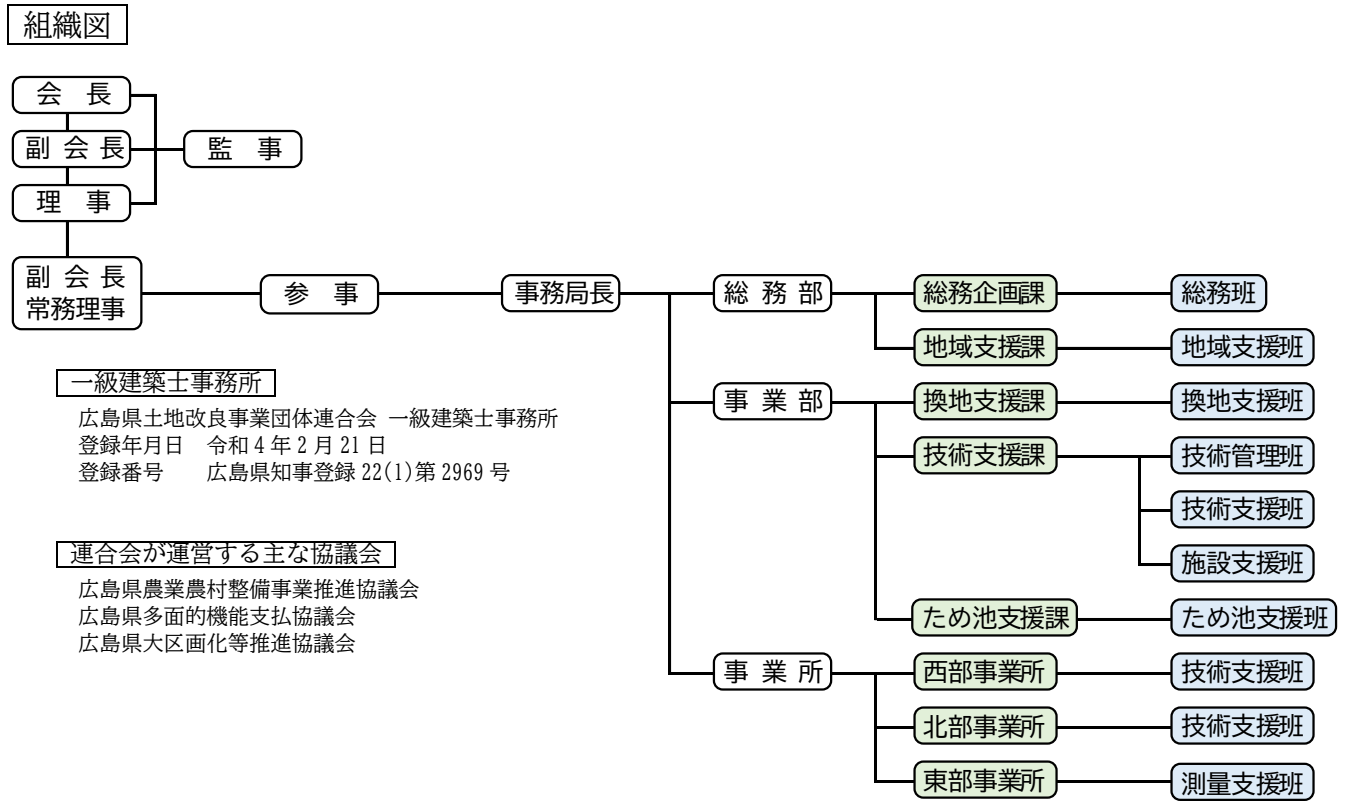 組織図
会 長
副 会 長
監 事
理 事
副 会 長
常務理事
参 事
事務局長
総 務 部
総務企画課
総務班
地域支援課
地域支援班
事 業 部
換地支援課
換地支援班
技術支援課
技術管理班
技術支援班
施設支援班
ため池支援課
ため池支援班
事 業 所
西部事業所
技術支援班
北部事業所
技術支援班
東部事業所
測量支援班
一級建築士事務所
広島県土地改良事業団体連合会 一級建築士事務所
登録年月日 令和4年2月21日
登録番号 広島県知事登録22(1)第2969号
連合会が運営する主な協議会
広島県農業農村整備事業推進協議会
広島県多面的機能支払協議会
広島県大区画化等推進協議会